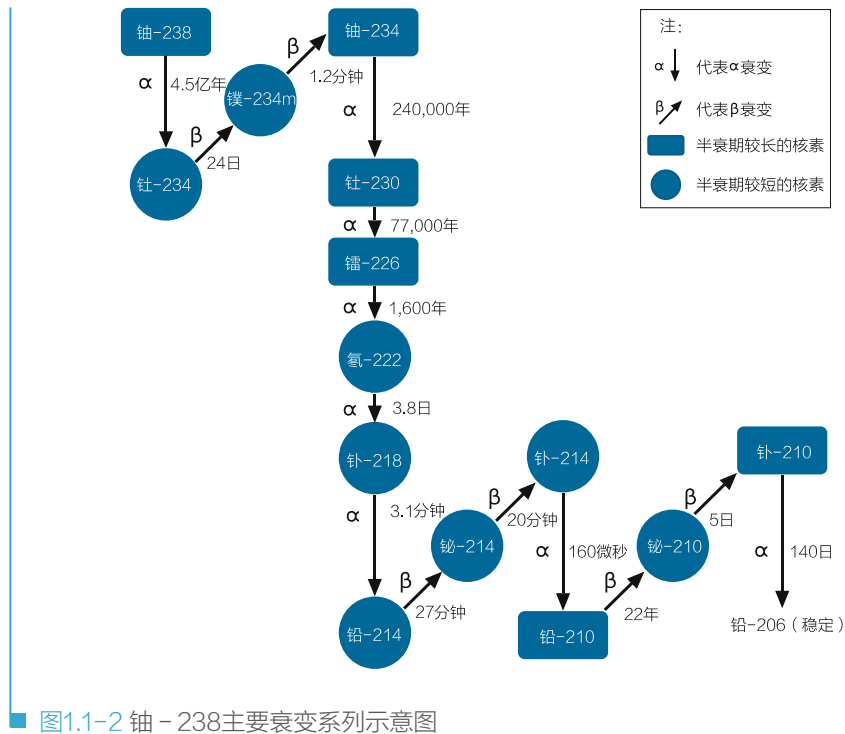 铀-238
α
4.5亿年
钍-234
β
24日
镤-234m
β
1.2分钟
铀-234
α
240,000年
钍-230
α
77,000年
镭-226
α
1,600年
氡-222
α
3.8日
钋-218
α
3.1分钟
铅-214
β
27分钟
铋-214
β
20分钟
钋-214
α
160微秒
铅-210
β
22年
铋-210
β
5日
钋-210
α
140日
铅-206（稳定）
注：
α 代表α衰变
β 代表β衰变
半衰期较长的核素
半衰期较短的核素
图1.1-2 铀－238主要衰变系列示意图